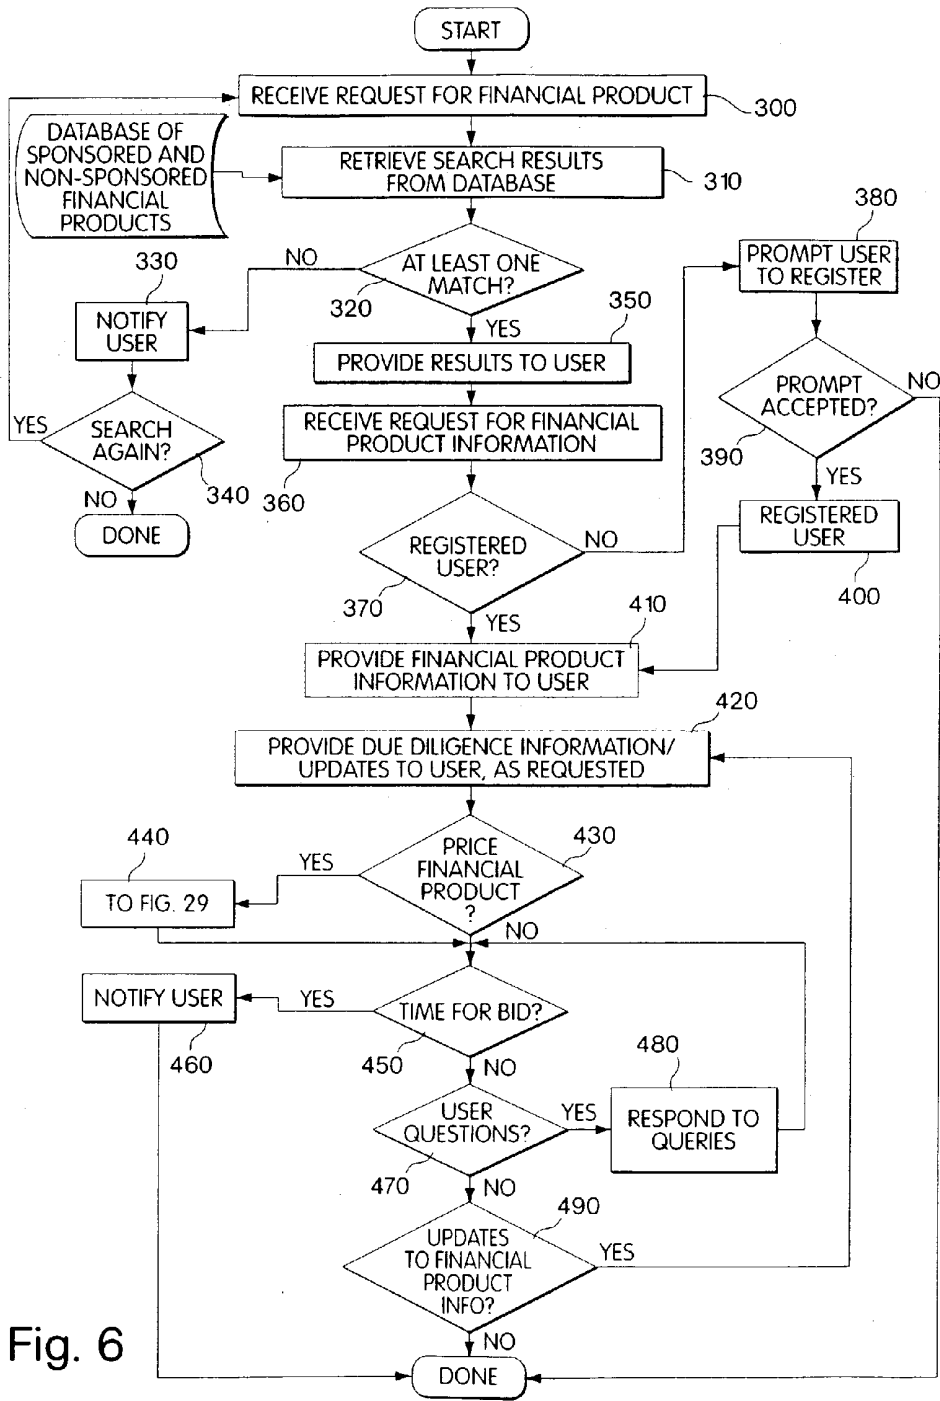 START
RECEIVE REQUEST FOR FINANCIAL PRODUCT
300
DATABASE OF
SPONSORED AND
NON-SPONSORED
FINANCIAL
PRODUCTS
RETRIEVE SEARCH RESULTS
FROM DATABASE
310
AT LEAST ONE
MATCH?
320
NO
YES
330
NOTIFY
USER
350
PROVIDE RESULTS TO USER
380
PROMPT USER
TO REGISTER
SEARCH
AGAIN?
YES
340
NO
DONE
RECEIVE REQUEST FOR FINANCIAL
PRODUCT INFORMATION
360
PROMPT
ACCEPTED?
NO
390
YES
REGISTERED
USER?
NO
370
YES
REGISTERED
USER
400
410
PROVIDE FINANCIAL PRODUCT
INFORMATION TO USER
420
PROVIDE DUE DILIGENCE INFORMATION/
UPDATES TO USER, AS REQUESTED
PRICE
FINANCIAL
PRODUCT
?
430
YES
NO
440
TO FIG. 29
TIME FOR BID?
YES
450
NO
NOTIFY USER
460
USER
QUESTIONS?
YES
470
NO
480
RESPOND TO
QUERIES
490
UPDATES
TO FINANCIAL
PRODUCT
INFO?
YES
NO
DONE
Fig. 6